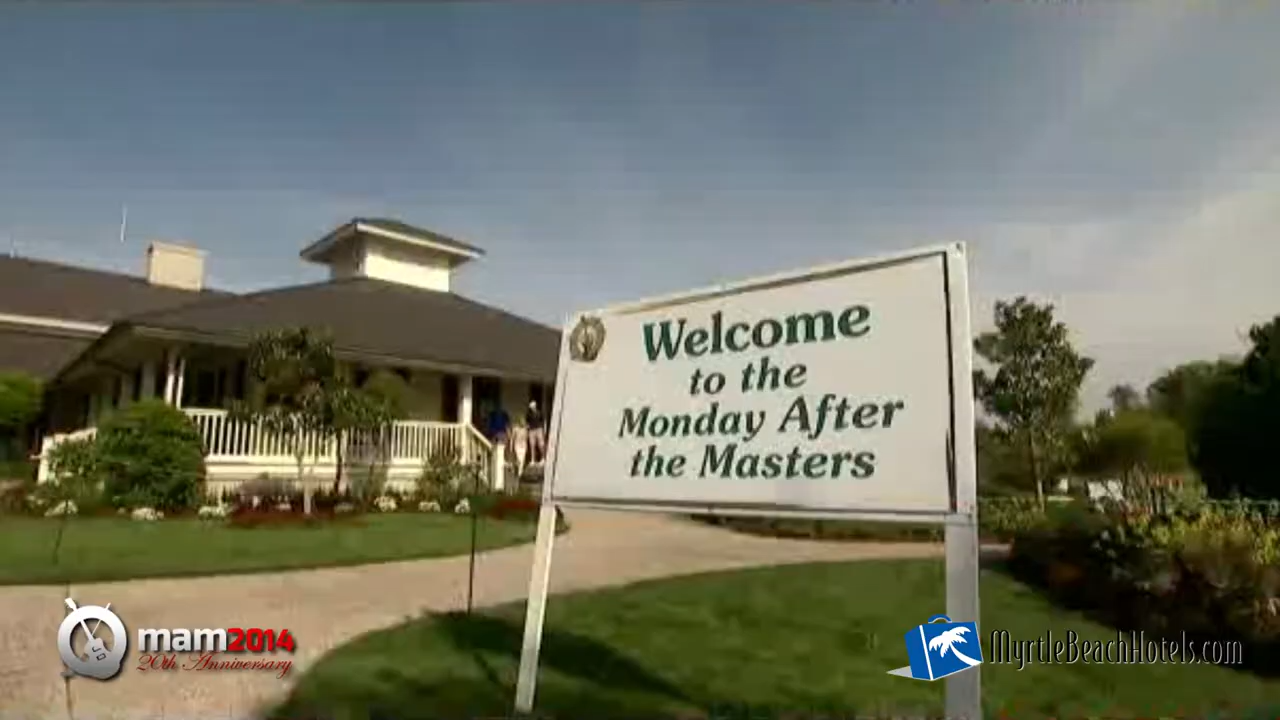 Welcome
to the
Monday After
the Masters
mam2014
20th Anniversary
MyrtleBeachHotels.com